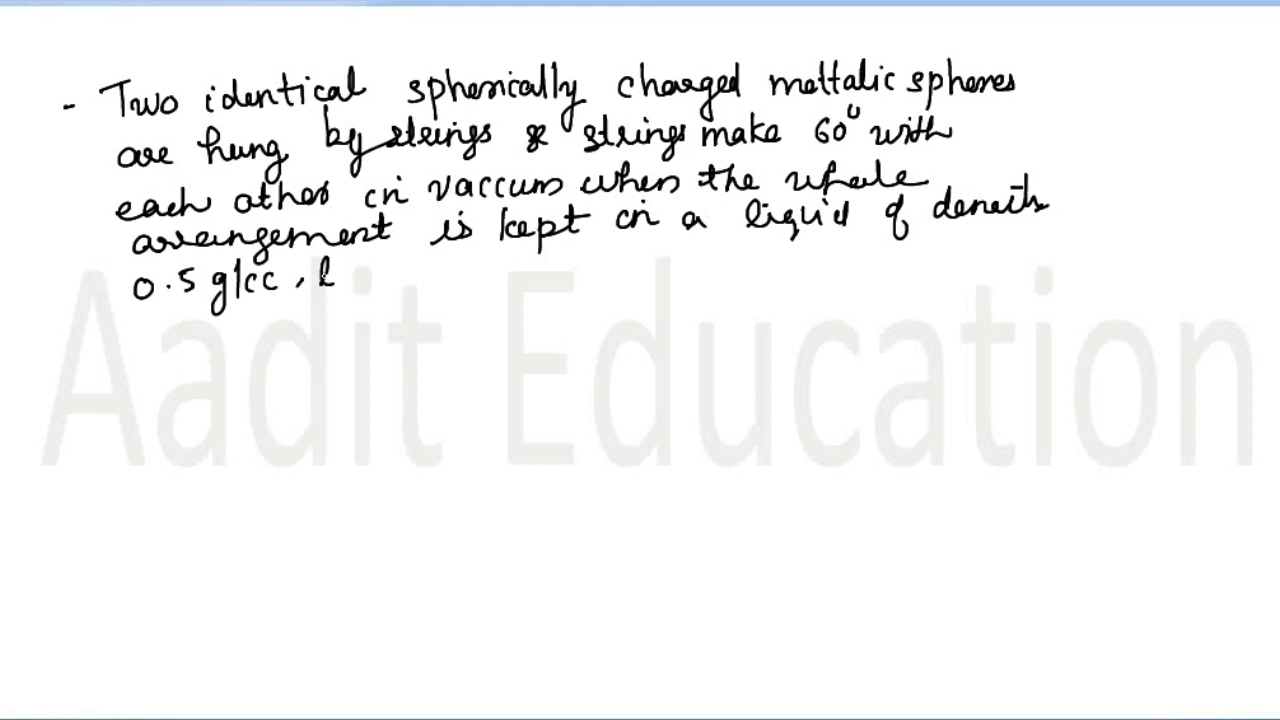 - Two identical spherically charged mettalic spheres
are hung by strings & strings make 60° with
each other in vaccum when the whole
arrangement is kept in a liquid of density
0.5 g/cc, l
Aadit Education